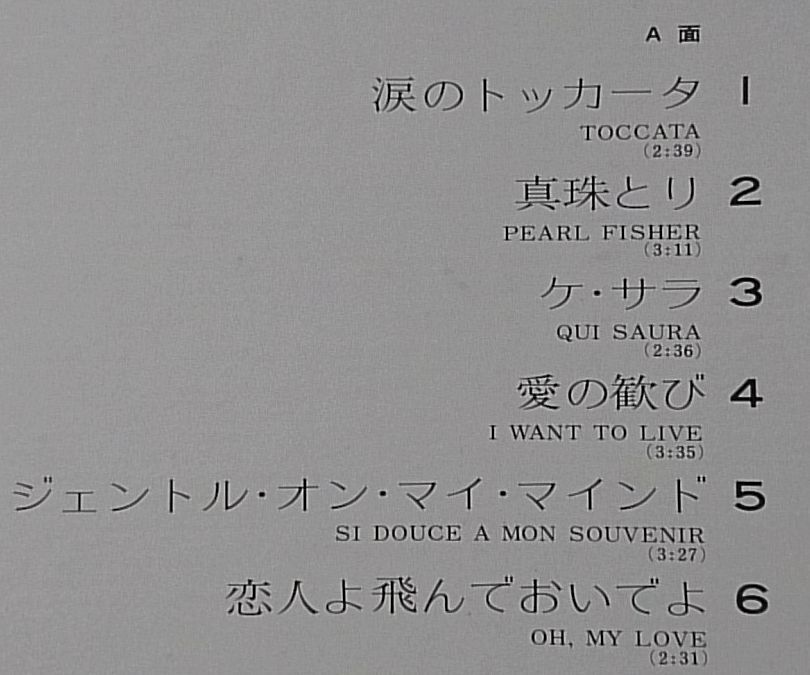 A 面
涙のトッカータ 1
TOCCATA
(2:39)
真珠とり 2
PEARL FISHER
(3:11)
ケ・サラ 3
QUI SAURA
(2:36)
愛の歓び 4
I WANT TO LIVE
(3:35)
ジェントル・オン・マイ・マインド 5
SI DOUCE A MON SOUVENIR
(3:27)
恋人よ飛んでおいでよ 6
OH, MY LOVE
(2:31)